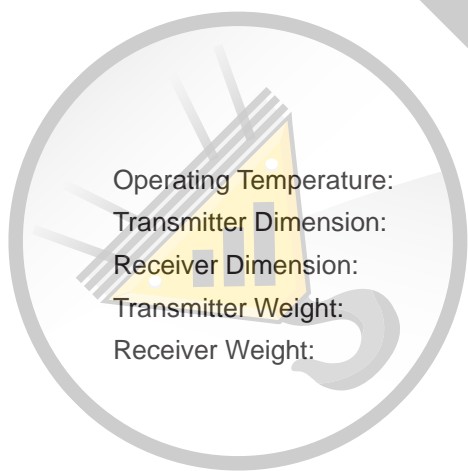 Operating Temperature:
Transmitter Dimension:
Receiver Dimension:
Transmitter Weight:
Receiver Weight: